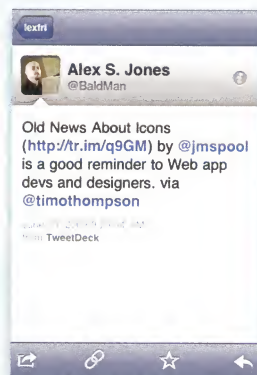 lexfri
Alex S. Jones
@BaldMan
Old News About Icons
(http://tr.im/q9GM) by @jmspool
is a good reminder to Web app
devs and designers. via
@timothompson
from TweetDeck